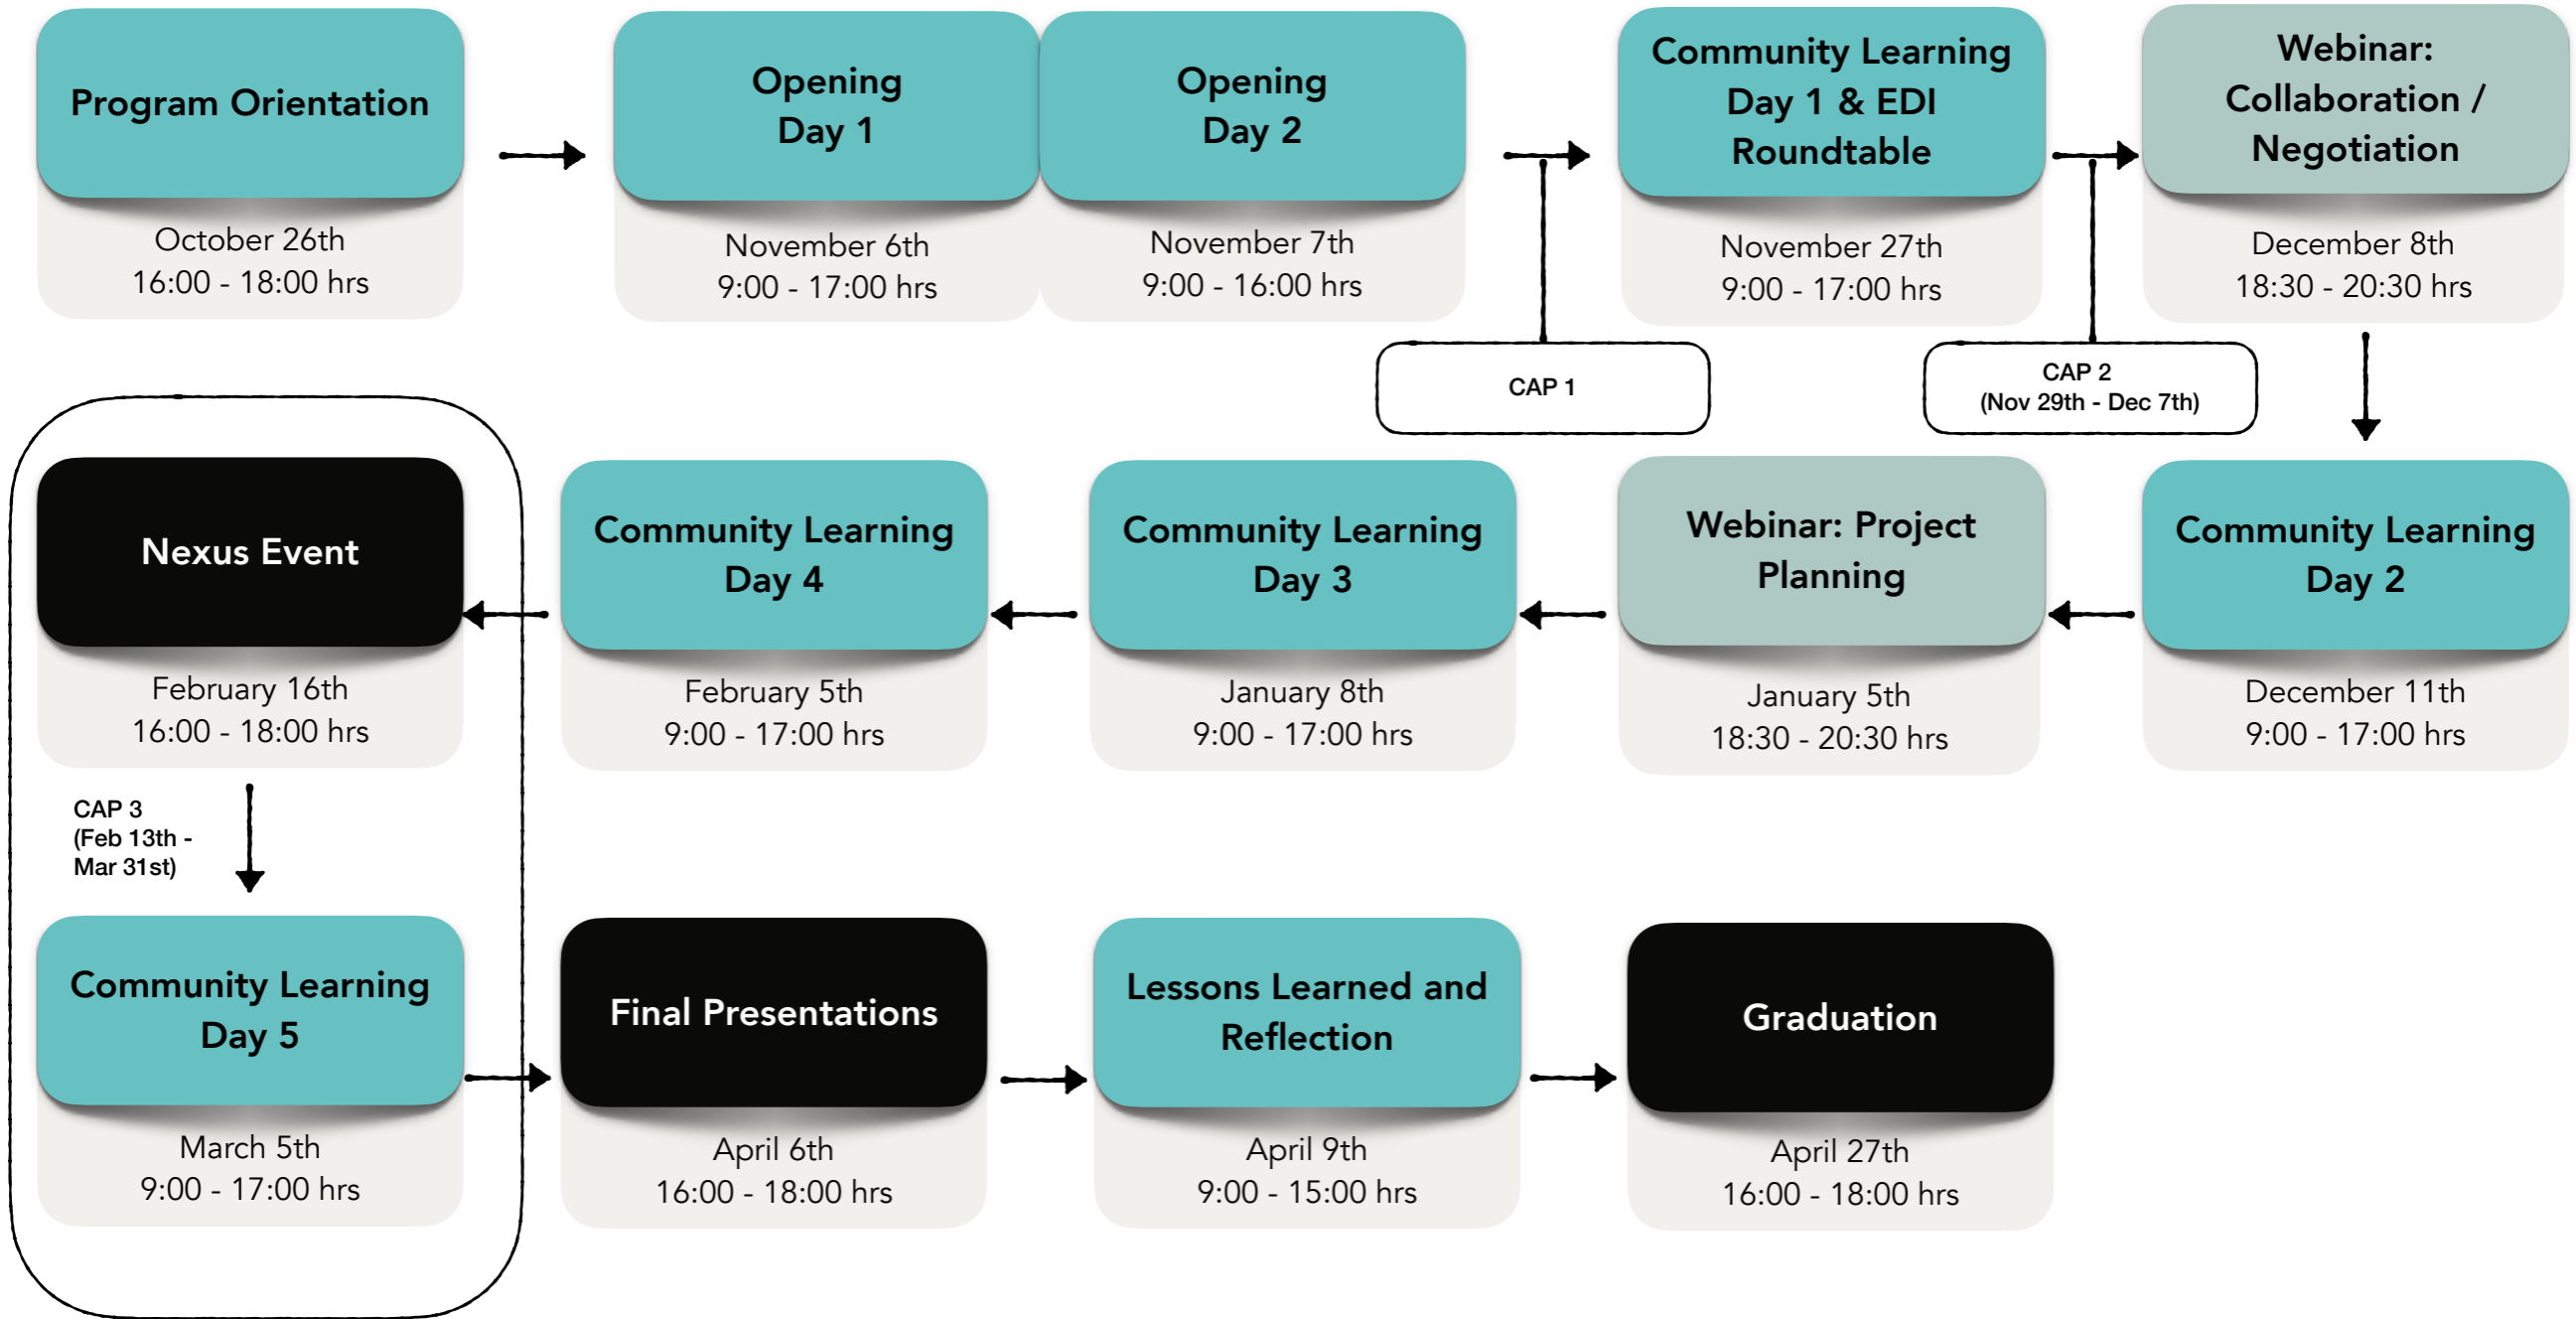 Program Orientation
October 26th
16:00 - 18:00 hrs
Opening
Day 1
November 6th
9:00 - 17:00 hrs
Opening
Day 2
November 7th
9:00 - 16:00 hrs
CAP 1
Community Learning
Day 1 & EDI
Roundtable
November 27th
9:00 - 17:00 hrs
CAP 2
(Nov 29th - Dec 7th)
Webinar:
Collaboration /
Negotiation
December 8th
18:30 - 20:30 hrs
Community Learning
Day 2
December 11th
9:00 - 17:00 hrs
Webinar: Project
Planning
January 5th
18:30 - 20:30 hrs
Community Learning
Day 3
January 8th
9:00 - 17:00 hrs
Community Learning
Day 4
February 5th
9:00 - 17:00 hrs
Nexus Event
February 16th
16:00 - 18:00 hrs
CAP 3
(Feb 13th -
Mar 31st)
Community Learning
Day 5
March 5th
9:00 - 17:00 hrs
Final Presentations
April 6th
16:00 - 18:00 hrs
Lessons Learned and
Reflection
April 9th
9:00 - 15:00 hrs
Graduation
April 27th
16:00 - 18:00 hrs